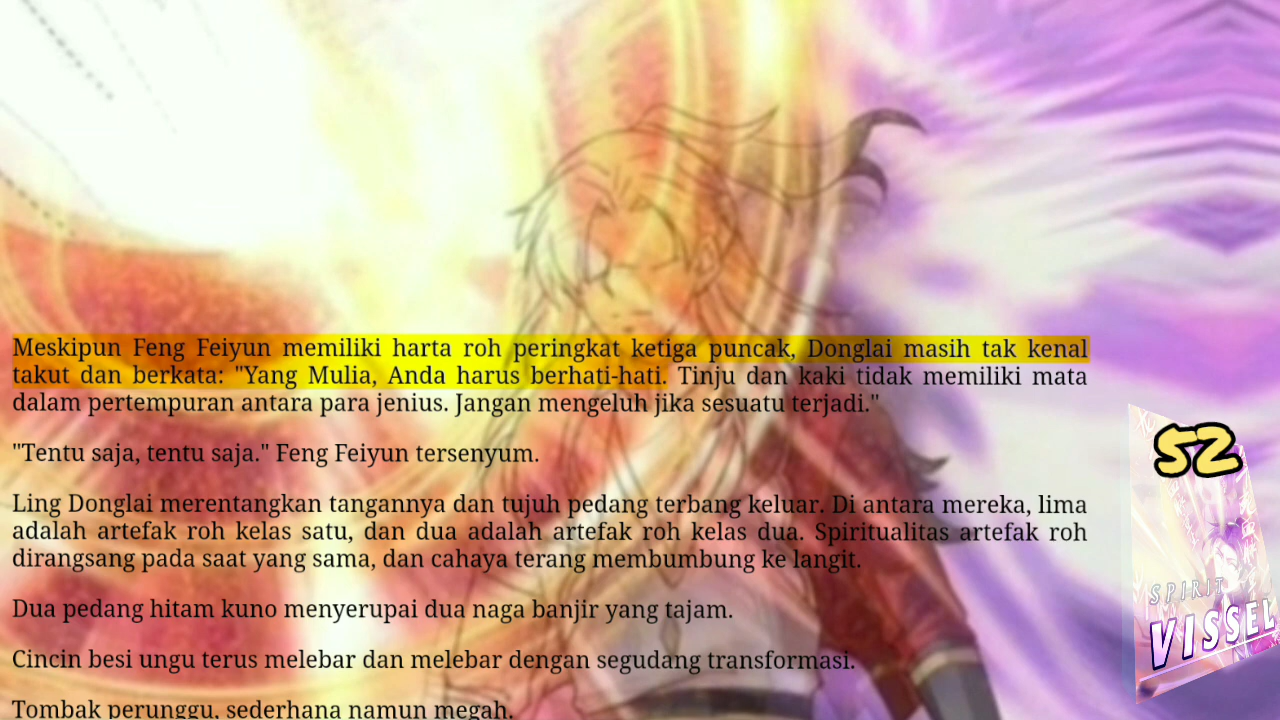 Meskipun Feng Feiyun memiliki harta roh peringkat ketiga puncak, Donglai masih tak kenal
takut dan berkata: "Yang Mulia, Anda harus berhati-hati. Tinju dan kaki tidak memiliki mata
dalam pertempuran antara para jenius. Jangan mengeluh jika sesuatu terjadi."
"Tentu saja, tentu saja." Feng Feiyun tersenyum.
Ling Donglai merentangkan tangannya dan tujuh pedang terbang keluar. Di antara mereka, lima
adalah artefak roh kelas satu, dan dua adalah artefak roh kelas dua. Spiritualitas artefak roh
dirangsang pada saat yang sama, dan cahaya terang membumbung ke langit.
Dua pedang hitam kuno menyerupai dua naga banjir yang tajam.
Cincin besi ungu terus melebar dan melebar dengan segudang transformasi.
Tombak perunggu, sederhana namun megah.
52
SPIRIT
VISSEL